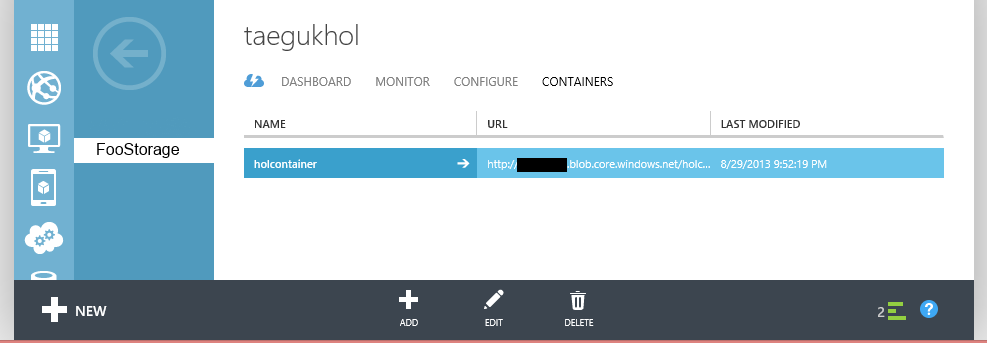 taegukhol
DASHBOARD MONITOR CONFIGURE CONTAINERS
NAME URL LAST MODIFIED
FooStorage
holcontainer http:// .blob.core.windows.net/holc... 8/29/2013 9:52:19 PM
NEW ADD EDIT DELETE 2 ?